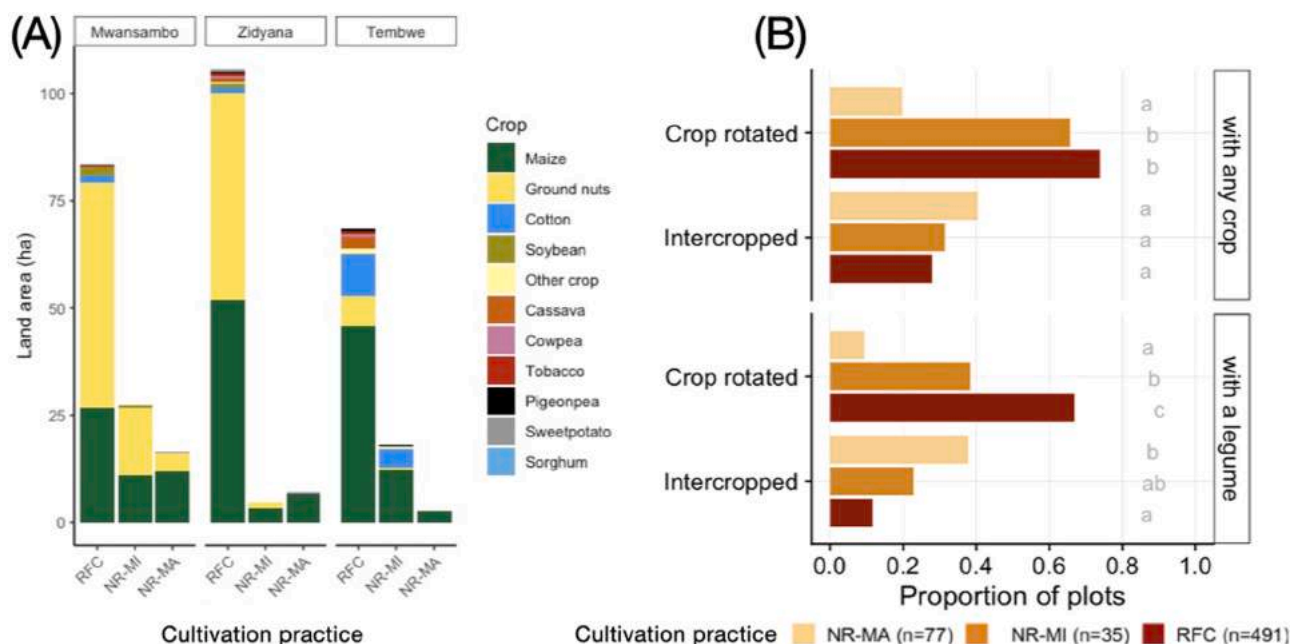 (A)
Mwansambo
Zidyana
Tembwe
Land area (ha)
100
75
50
25
0
RFC
NR-MI
NR-MA
RFC
NR-MI
NR-MA
RFC
NR-MI
NR-MA
Cultivation practice
Crop
Maize
Ground nuts
Cotton
Soybean
Other crop
Cassava
Cowpea
Tobacco
Pigeonpea
Sweetpotato
Sorghum
(B)
Crop rotated
a
b
b
Intercropped
a
a
a
with any crop
Crop rotated
a
b
c
Intercropped
b
ab
a
with a legume
0.0 0.2 0.4 0.6 0.8 1.0
Proportion of plots
Cultivation practice NR-MA (n=77) NR-MI (n=35) RFC (n=491)